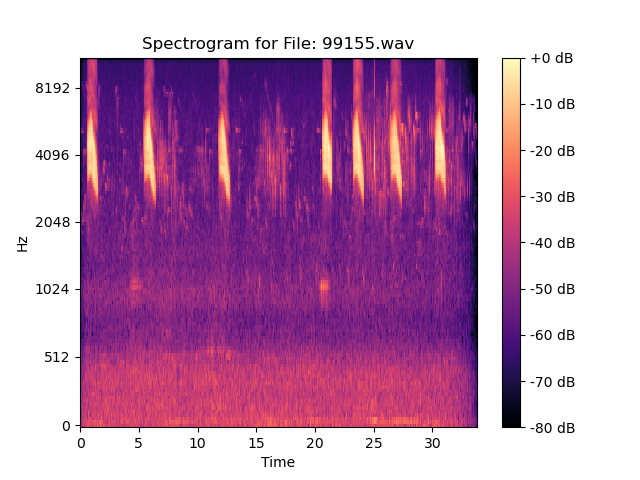 Spectrogram for File: 99155.wav
Hz
8192
4096
2048
1024
512
0
0 5 10 15 20 25 30
Time
+0 dB
-10 dB
-20 dB
-30 dB
-40 dB
-50 dB
-60 dB
-70 dB
-80 dB